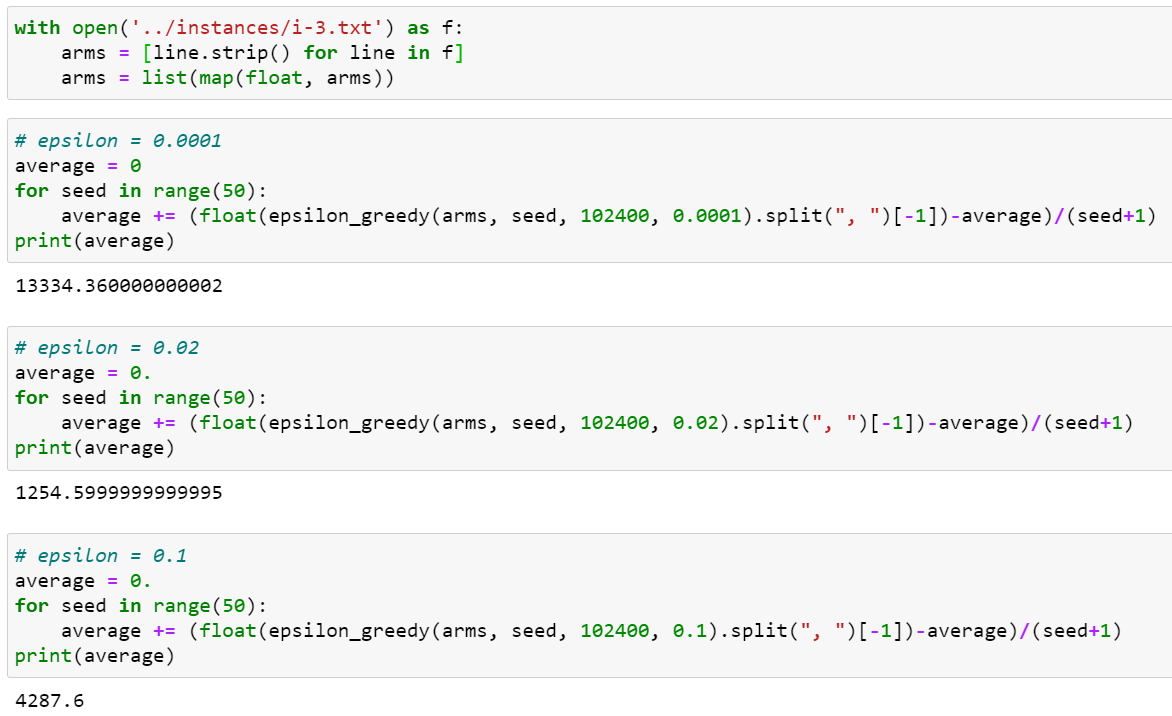 with open('../instances/i-3.txt') as f:
    arms = [line.strip() for line in f]
    arms = list(map(float, arms))
# epsilon = 0.0001
average = 0
for seed in range(50):
    average += (float(epsilon_greedy(arms, seed, 102400, 0.0001).split(", ")[-1])-average)/(seed+1)
print(average)
13334.360000000002
# epsilon = 0.02
average = 0.
for seed in range(50):
    average += (float(epsilon_greedy(arms, seed, 102400, 0.02).split(", ")[-1])-average)/(seed+1)
print(average)
1254.5999999999995
# epsilon = 0.1
average = 0.
for seed in range(50):
    average += (float(epsilon_greedy(arms, seed, 102400, 0.1).split(", ")[-1])-average)/(seed+1)
print(average)
4287.6